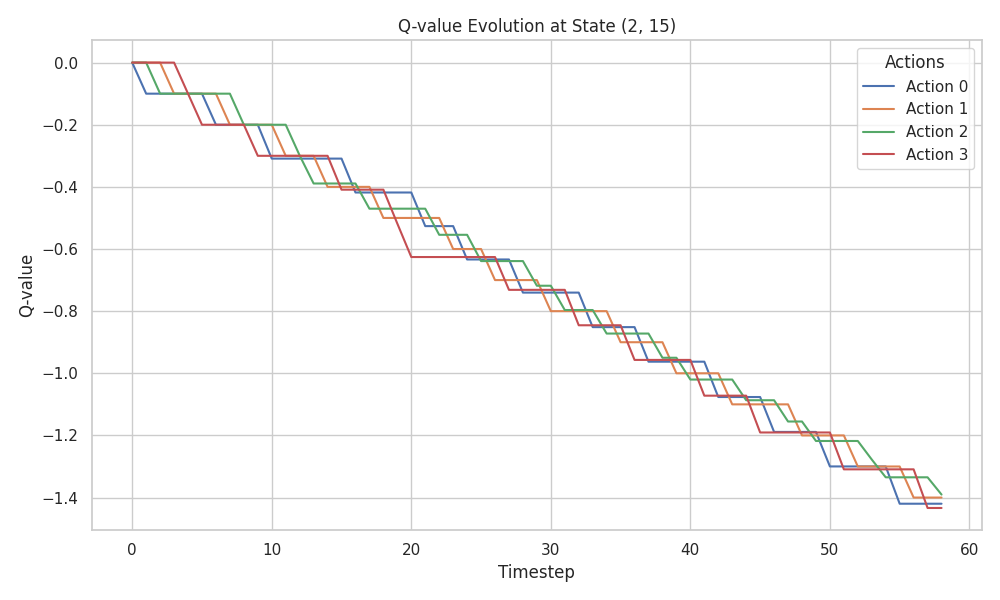 Q-value Evolution at State (2, 15)
Actions
Action 0
Action 1
Action 2
Action 3
Q-value
0.0
−0.2
−0.4
−0.6
−0.8
−1.0
−1.2
−1.4
0 10 20 30 40 50 60
Timestep